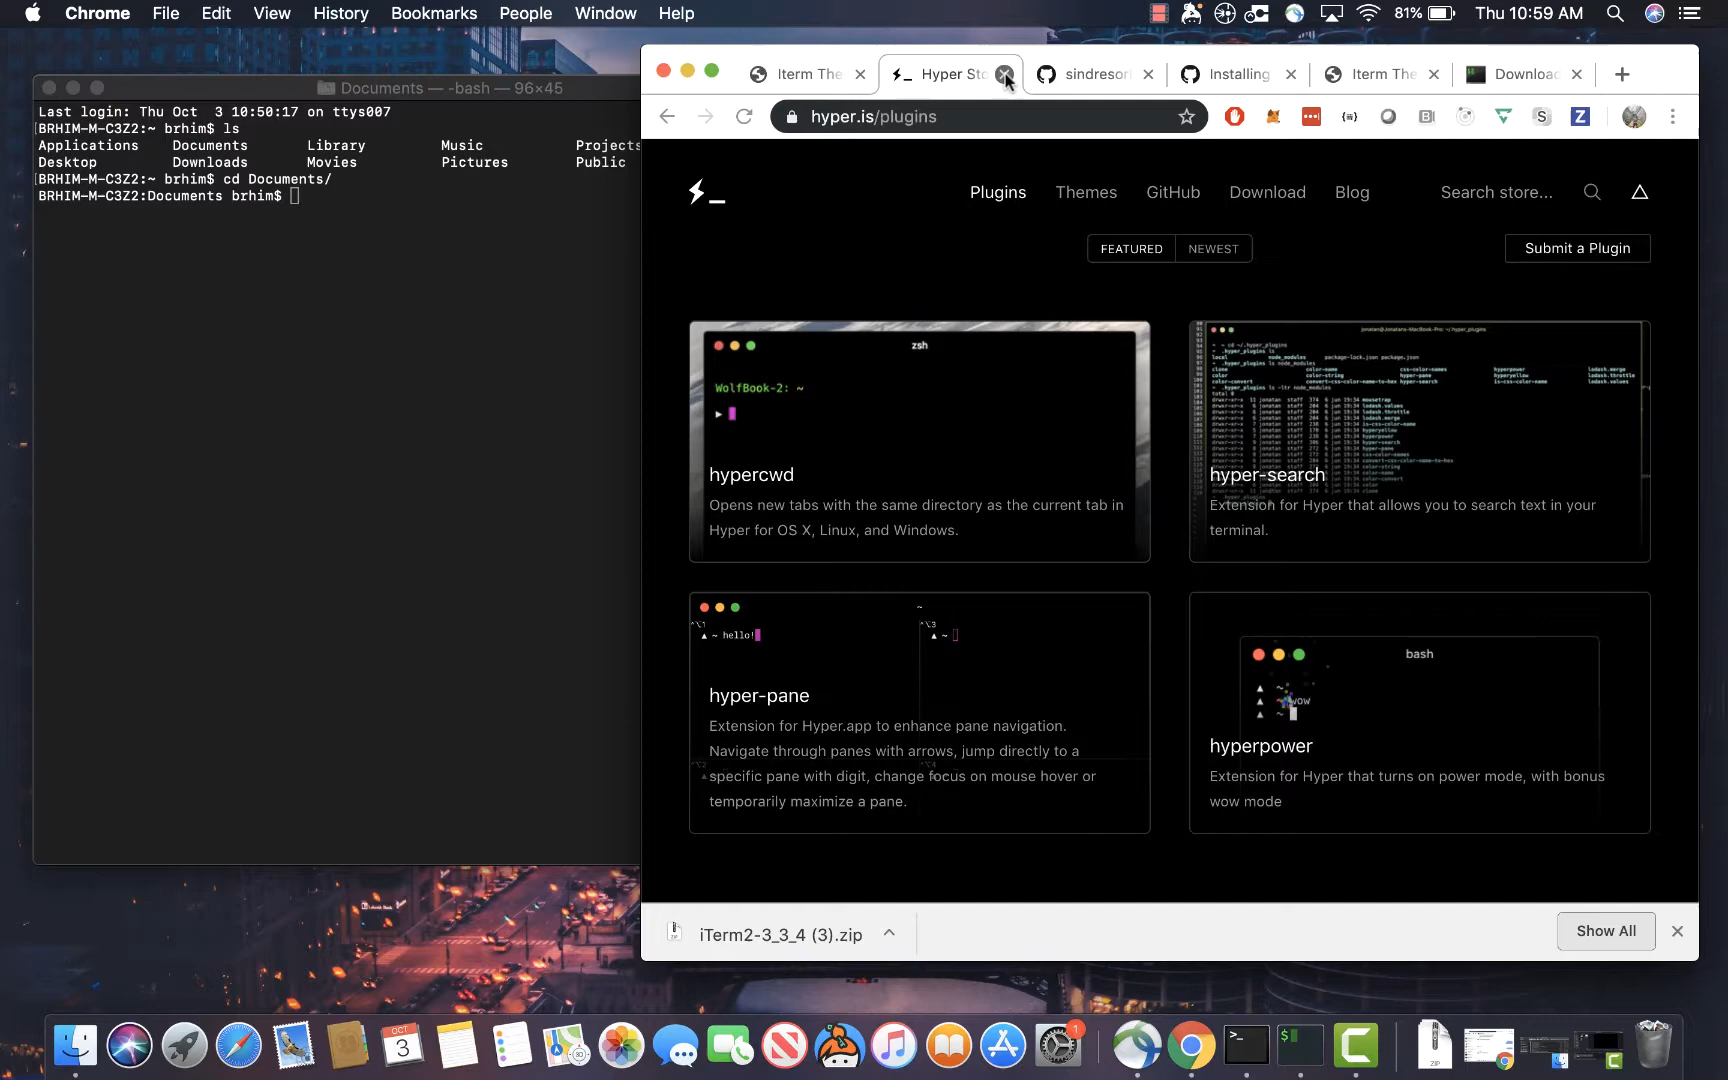 Chrome File Edit View History Bookmarks People Window Help 81% Thu 10:59 AM
Documents — -bash — 96×45
Last login: Thu Oct  3 10:50:17 on ttys007
[BRHIM-M-C3Z2:~ brhim$ ls
Applications Documents Library Music Projects
Desktop Downloads Movies Pictures Public
[BRHIM-M-C3Z2:~ brhim$ cd Documents/
BRHIM-M-C3Z2:Documents brhim$
Iterm The Hyper Sto sindresorh Installing Iterm The Download
hyper.is/plugins
Plugins Themes GitHub Download Blog Search store...
FEATURED NEWEST Submit a Plugin
zsh
WolfBook-2: ~
hypercwd
Opens new tabs with the same directory as the current tab in
Hyper for OS X, Linux, and Windows.
hyper-search
Extension for Hyper that allows you to search text in your
terminal.
~ hello!
hyper-pane
Extension for Hyper.app to enhance pane navigation.
Navigate through panes with arrows, jump directly to a
specific pane with digit, change focus on mouse hover or
temporarily maximize a pane.
bash
wow
hyperpower
Extension for Hyper that turns on power mode, with bonus
wow mode
iTerm2-3_3_4 (3).zip Show All
OCT
3
1
ZIP